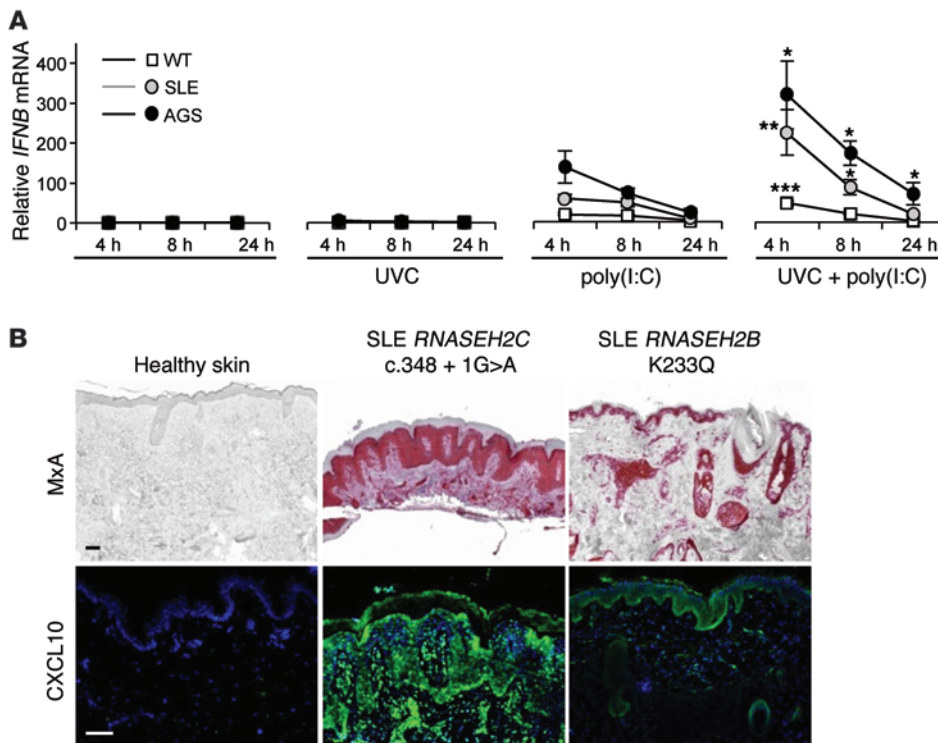 A
Relative IFNB mRNA
400
300
200
100
0
WT
SLE
AGS
4 h 8 h 24 h
4 h 8 h 24 h
UVC
4 h 8 h 24 h
poly(I:C)
*
**
*
*
*
***
4 h 8 h 24 h
UVC + poly(I:C)
B
Healthy skin
SLE RNASEH2C
c.348 + 1G>A
SLE RNASEH2B
K233Q
MxA
CXCL10